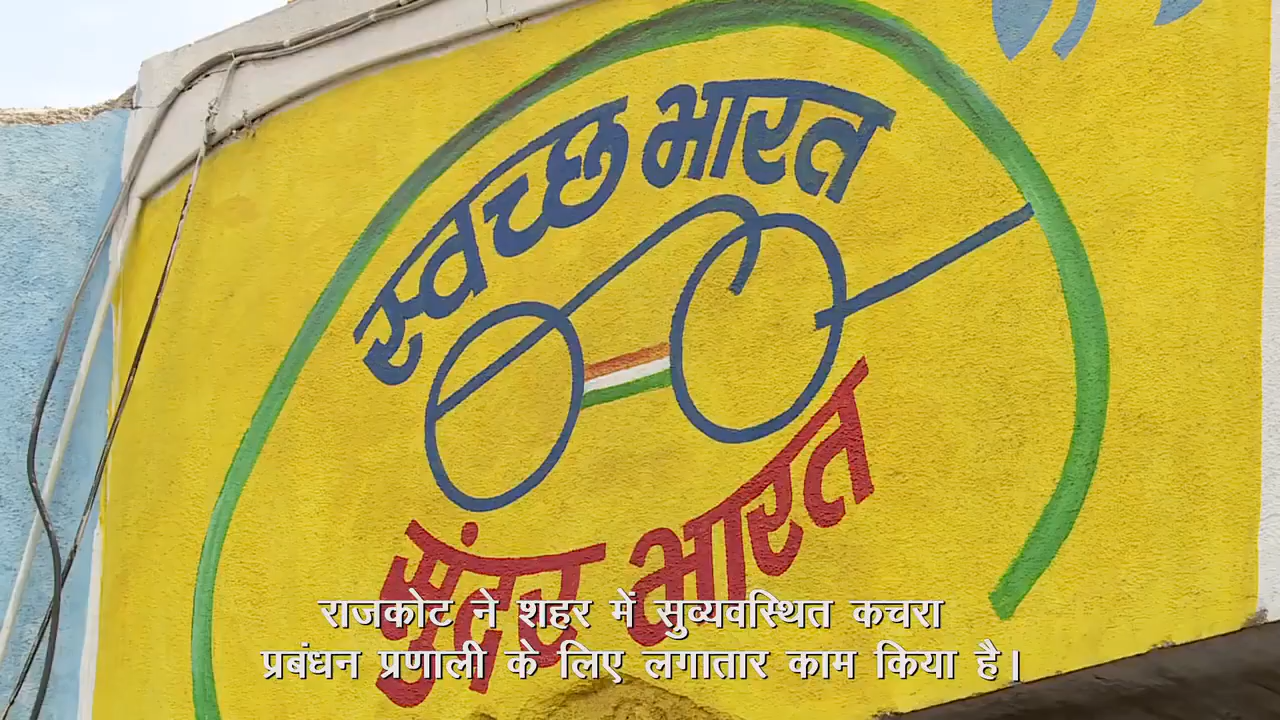 स्वच्छ भारत
सुंदर भारत
राजकोट ने शहर में सुव्यवस्थित कचरा
प्रबंधन प्रणाली के लिए लगातार काम किया है।